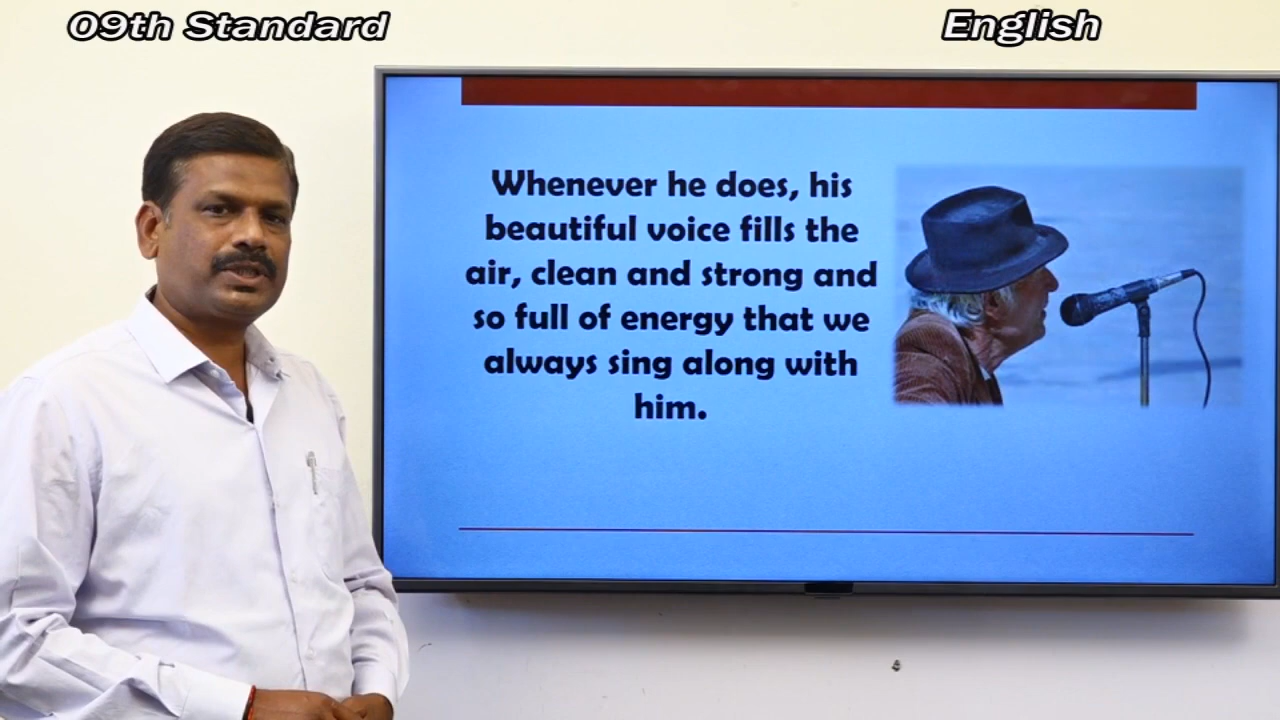 09th Standard
English
Whenever he does, his
beautiful voice fills the
air, clean and strong and
so full of energy that we
always sing along with
him.